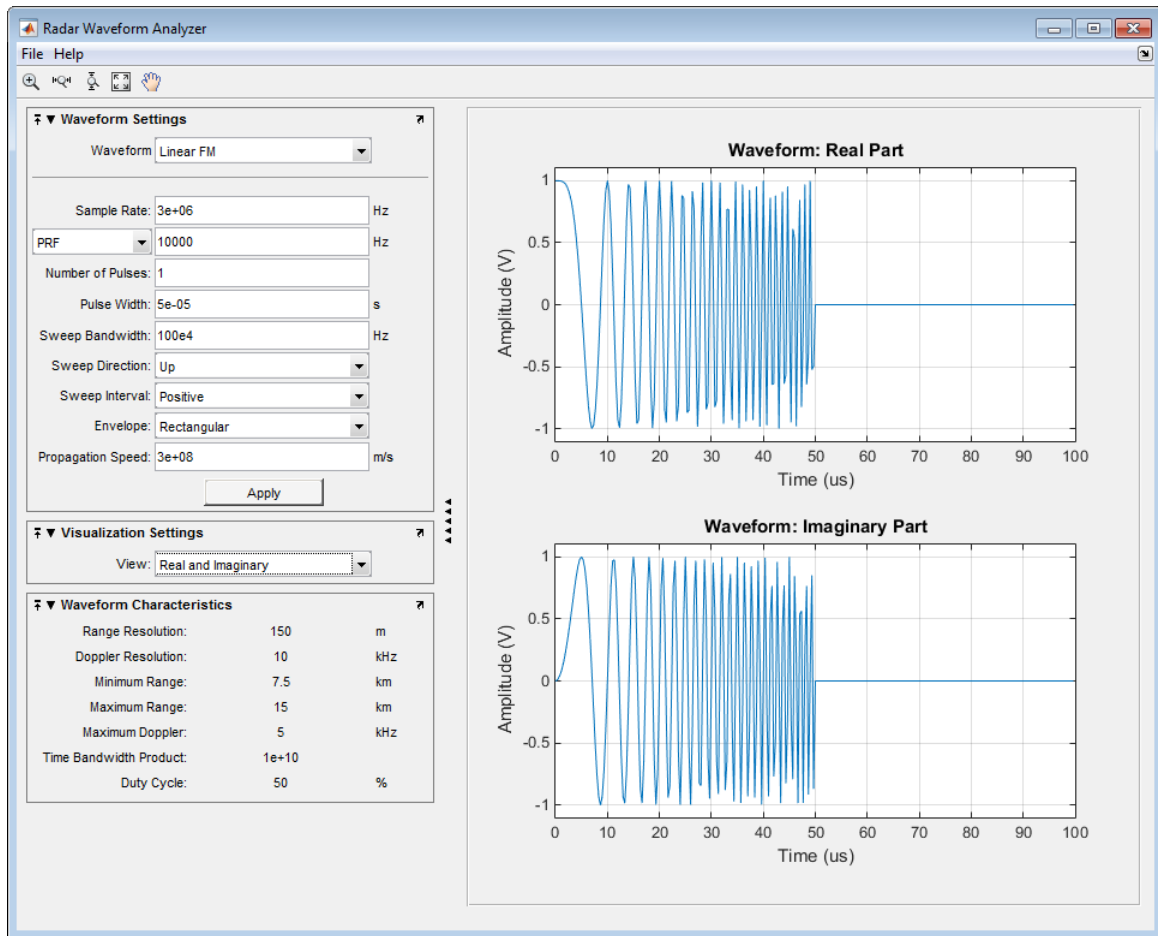 Radar Waveform Analyzer
File Help
Waveform Settings
Waveform Linear FM
Sample Rate: 3e+06 Hz
PRF 10000 Hz
Number of Pulses: 1
Pulse Width: 5e-05 s
Sweep Bandwidth: 100e4 Hz
Sweep Direction: Up
Sweep Interval: Positive
Envelope: Rectangular
Propagation Speed: 3e+08 m/s
Apply
Visualization Settings
View: Real and Imaginary
Waveform Characteristics
Range Resolution: 150 m
Doppler Resolution: 10 kHz
Minimum Range: 7.5 km
Maximum Range: 15 km
Maximum Doppler: 5 kHz
Time Bandwidth Product: 1e+10
Duty Cycle: 50 %
Waveform: Real Part
Amplitude (V)
1
0.5
0
-0.5
-1
0 10 20 30 40 50 60 70 80 90 100
Time (us)
Waveform: Imaginary Part
Amplitude (V)
1
0.5
0
-0.5
-1
0 10 20 30 40 50 60 70 80 90 100
Time (us)